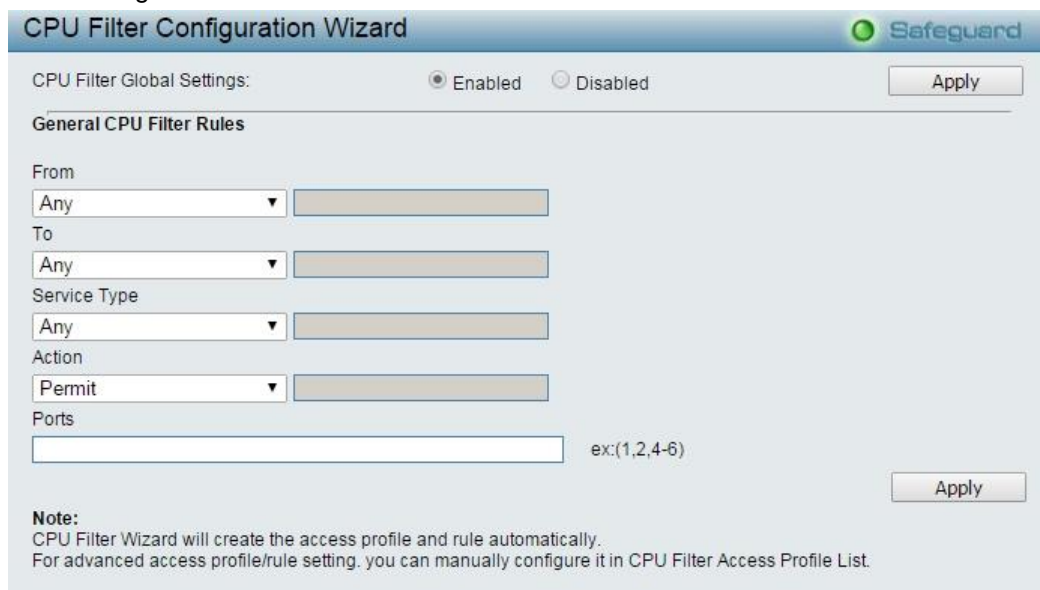 CPU Filter Configuration Wizard
Safeguard
CPU Filter Global Settings: Enabled Disabled Apply
General CPU Filter Rules
From
Any
To
Any
Service Type
Any
Action
Permit
Ports
ex:(1,2,4-6)
Apply
Note:
CPU Filter Wizard will create the access profile and rule automatically.
For advanced access profile/rule setting. you can manually configure it in CPU Filter Access Profile List.